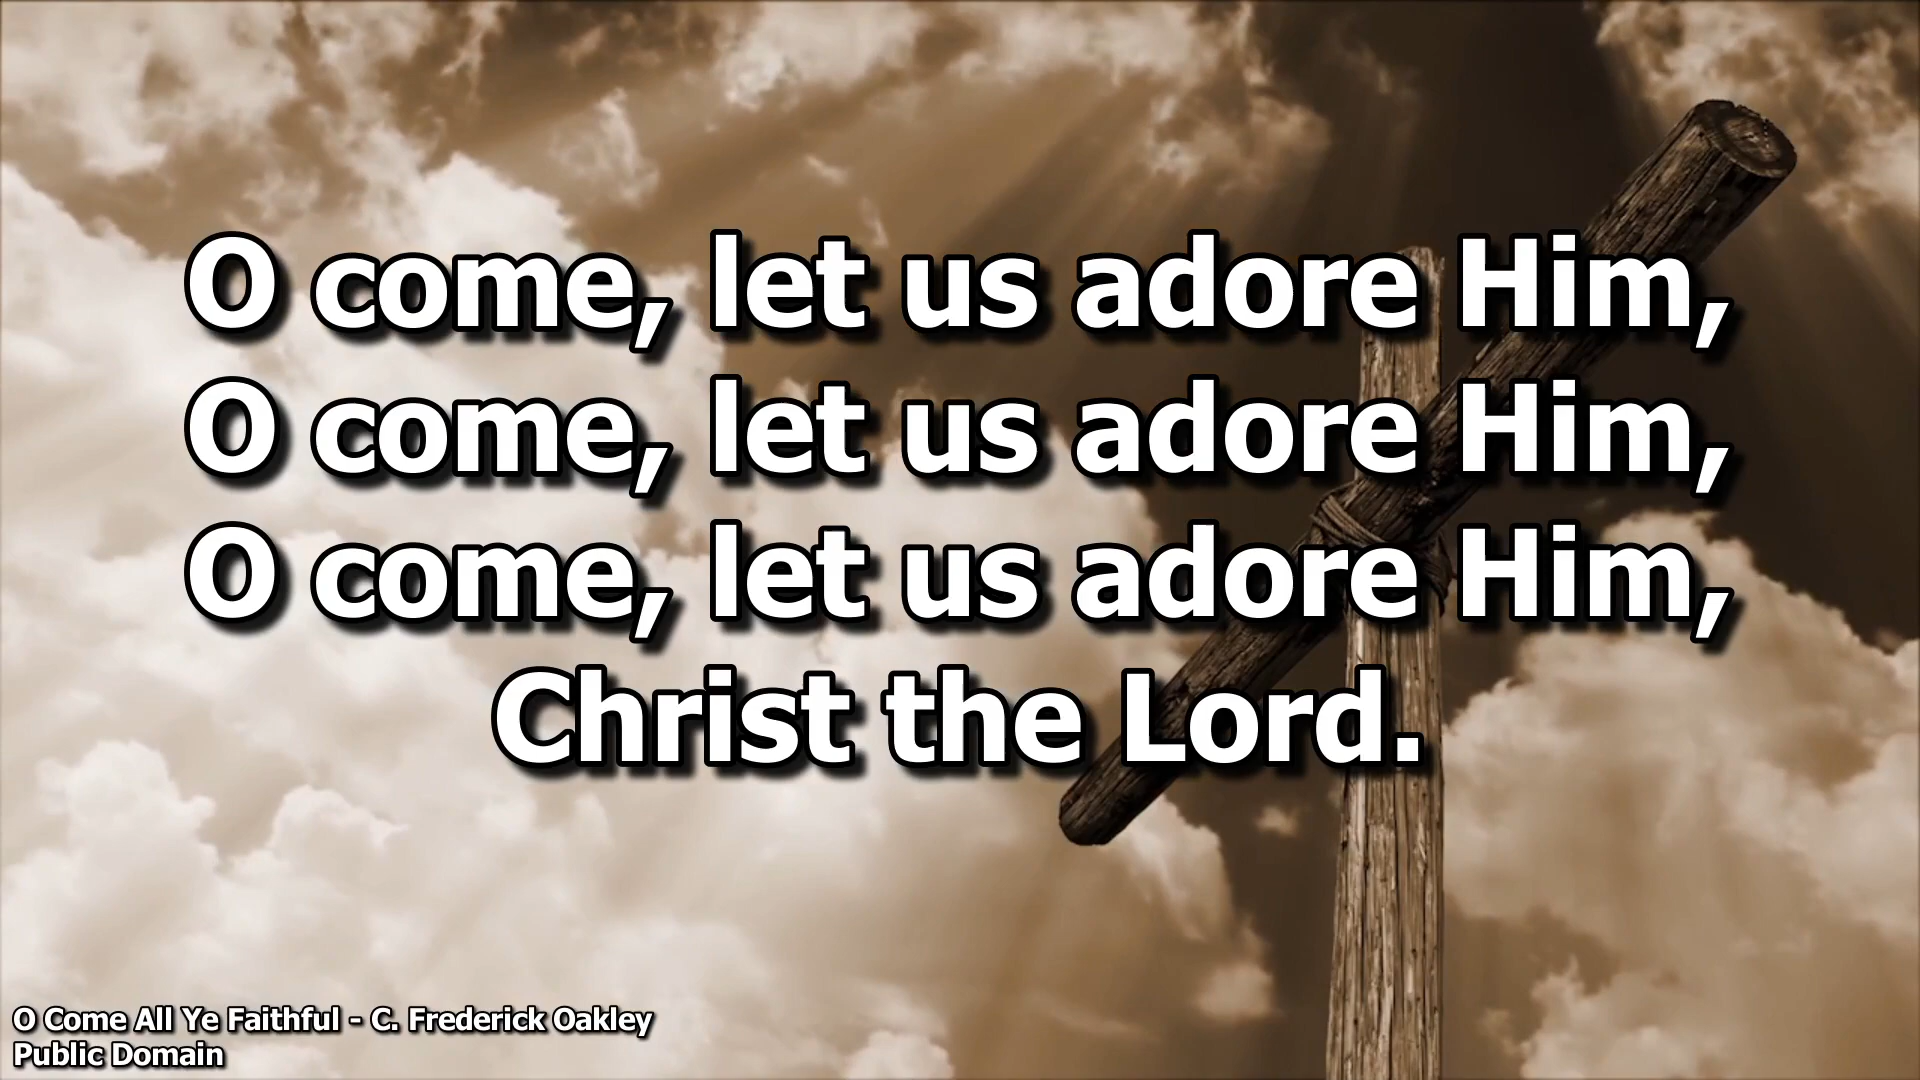 O come, let us adore Him,
O come, let us adore Him,
O come, let us adore Him,
Christ the Lord.
O Come All Ye Faithful - C. Frederick Oakley
Public Domain